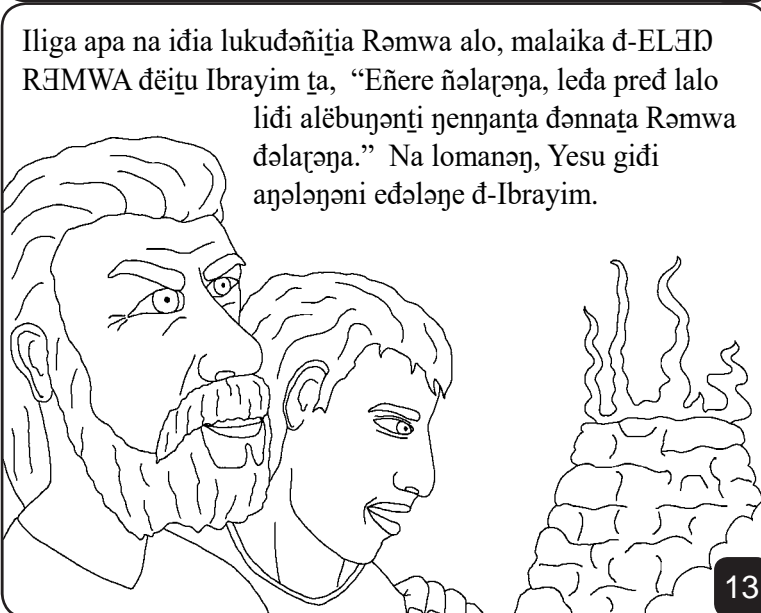 Iliga apa na iđia lukuđəñiṯia Rəmwa alo, malaika đ-ELƎŊ
RƎMWA đëiṯu Ibrayim ṯa, “Eñere ñəlaɽəŋa, leđa pređ lalo
liđi alëbuŋənṯi ŋenŋanṯa đənnaṯa Rəmwa
đəlaɽəŋa.” Na lomanəŋ, Yesu giđi
aŋələŋəni eđələŋe đ-Ibrayim.
13